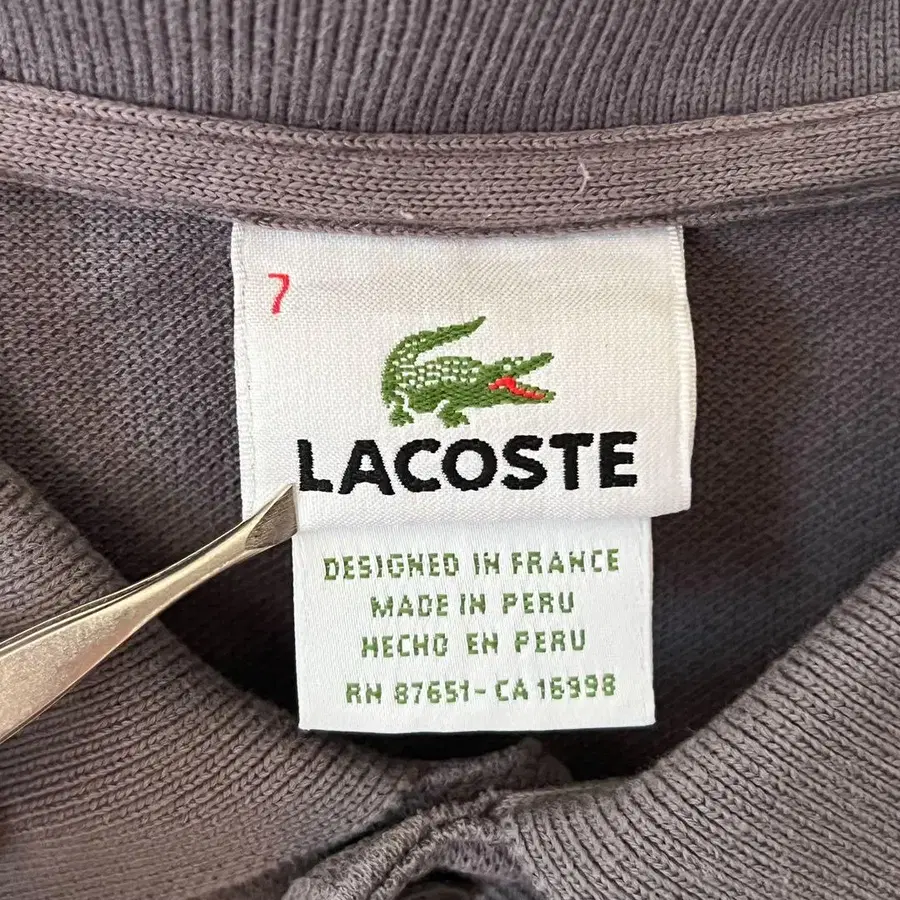 7
LACOSTE
DESIGNED IN FRANCE
MADE IN PERU
HECHO EN PERU
RN 87651-CA 16998